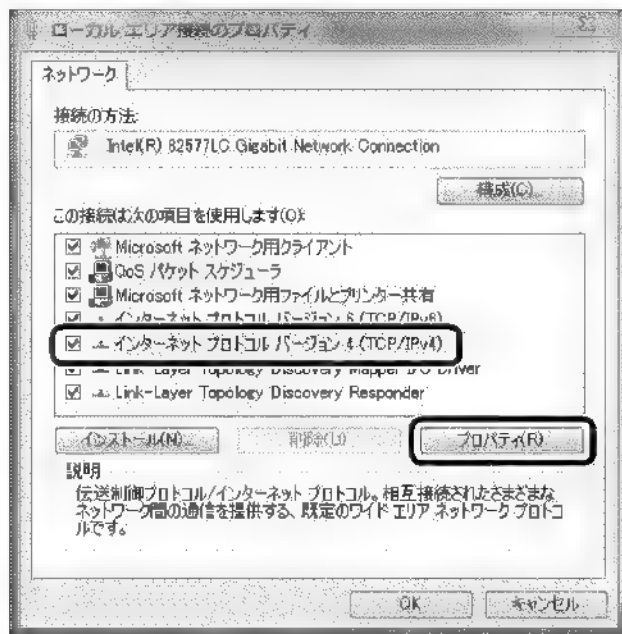 ローカル エリア接続のプロパティ
ネットワーク
接続の方法:
Intel(R) 82577LC Gigabit Network Connection
構成(C)...
この接続は次の項目を使用します(O):
Microsoft ネットワーク用クライアント
QoS パケット スケジューラ
Microsoft ネットワーク用ファイルとプリンター共有
インターネット プロトコル バージョン 6 (TCP/IPv6)
インターネット プロトコル バージョン 4 (TCP/IPv4)
Link-Layer Topology Discovery Mapper I/O Driver
Link-Layer Topology Discovery Responder
インストール(N)...
削除(U)
プロパティ(R)
説明
伝送制御プロトコル/インターネット プロトコル。相互接続されたさまざまな
ネットワーク間の通信を提供する、既定のワイド エリア ネットワーク プロトコ
ルです。
OK
キャンセル